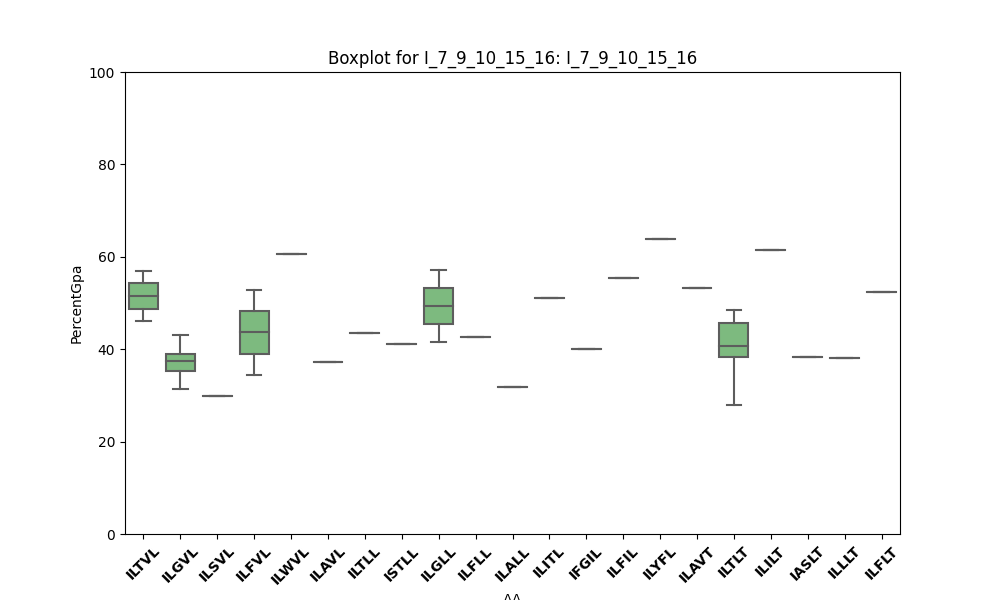 Boxplot for I_7_9_10_15_16: I_7_9_10_15_16
100
80
60
40
20
0
PercentGpa
ILTVL
ILGVL
ILSVL
ILFVL
ILWVL
ILAVL
ILTLL
ISTLL
ILGLL
ILFLL
ILALL
ILITL
IFGIL
ILFIL
ILYFL
ILAVT
ILTLT
ILILT
IASLT
ILLLT
ILFLT
AA